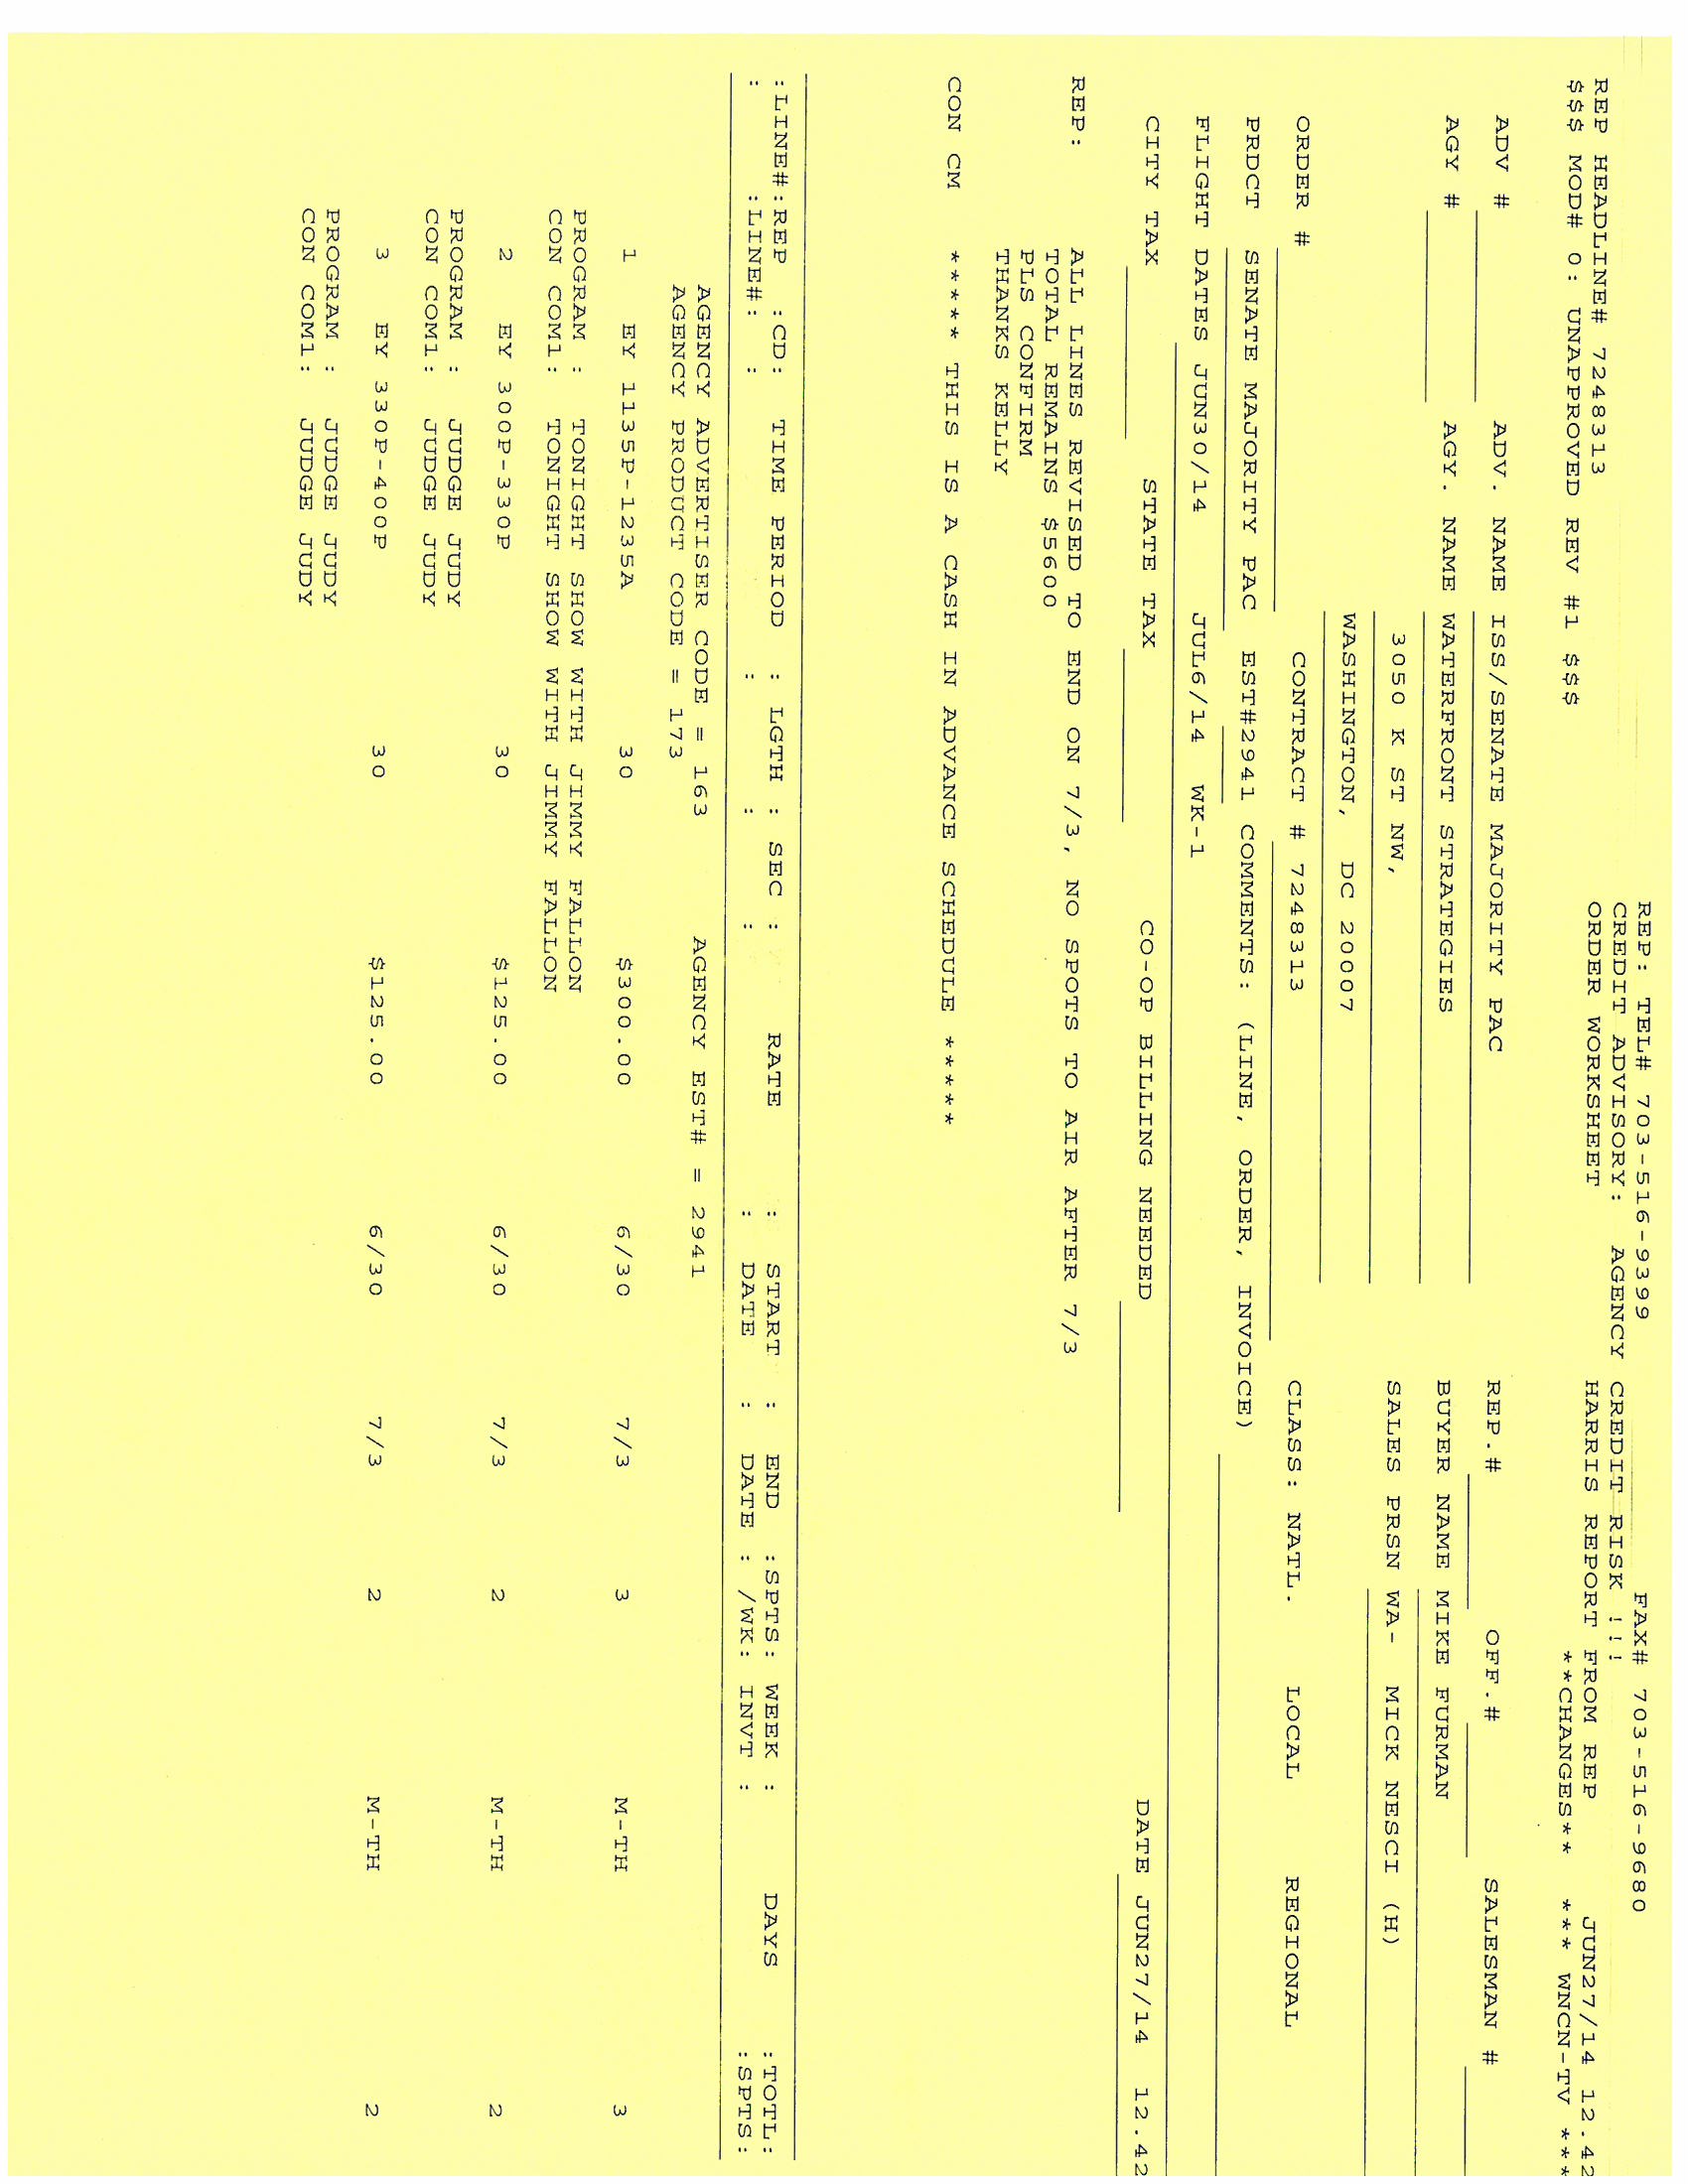 REP: TEL# 703-516-9399 FAX# 703-516-9680
CREDIT ADVISORY: AGENCY CREDIT RISK !!!
REP HEADLINE# 7248313 ORDER WORKSHEET HARRIS REPORT FROM REP JUN27/14 12.42
$$$ MOD# 0: UNAPPROVED REV #1 $$$ **CHANGES** *** WNCN-TV ***
ADV # ADV. NAME ISS/SENATE MAJORITY PAC REP.# OFF.# SALESMAN #
AGY # AGY. NAME WATERFRONT STRATEGIES BUYER NAME MIKE FURMAN
3050 K ST NW, SALES PRSN WA- MICK NESCI (H)
WASHINGTON, DC 20007
ORDER # CONTRACT # 7248313 CLASS: NATL. LOCAL REGIONAL
PRDCT SENATE MAJORITY PAC EST#2941 COMMENTS: (LINE, ORDER, INVOICE)
FLIGHT DATES JUN30/14 JUL6/14 WK-1
CITY TAX STATE TAX CO-OP BILLING NEEDED DATE JUN27/14 12.42
REP: ALL LINES REVISED TO END ON 7/3, NO SPOTS TO AIR AFTER 7/3
TOTAL REMAINS $5600
PLS CONFIRM
THANKS KELLY
CON CM ***** THIS IS A CASH IN ADVANCE SCHEDULE *****
:LINE#:REP :CD: TIME PERIOD : LGTH : SEC : RATE : START : END :SPTS: WEEK : DAYS :TOTL:
: :LINE#: : : : : : DATE : DATE : /WK: INVT : :SPTS:
AGENCY ADVERTISER CODE = 163 AGENCY EST# = 2941
AGENCY PRODUCT CODE = 173
1 EY 1135P-1235A 30 $300.00 6/30 7/3 3 M-TH 3
PROGRAM : TONIGHT SHOW WITH JIMMY FALLON
CON COM1: TONIGHT SHOW WITH JIMMY FALLON
2 EY 300P-330P 30 $125.00 6/30 7/3 2 M-TH 2
PROGRAM : JUDGE JUDY
CON COM1: JUDGE JUDY
3 EY 330P-400P 30 $125.00 6/30 7/3 2 M-TH 2
PROGRAM : JUDGE JUDY
CON COM1: JUDGE JUDY